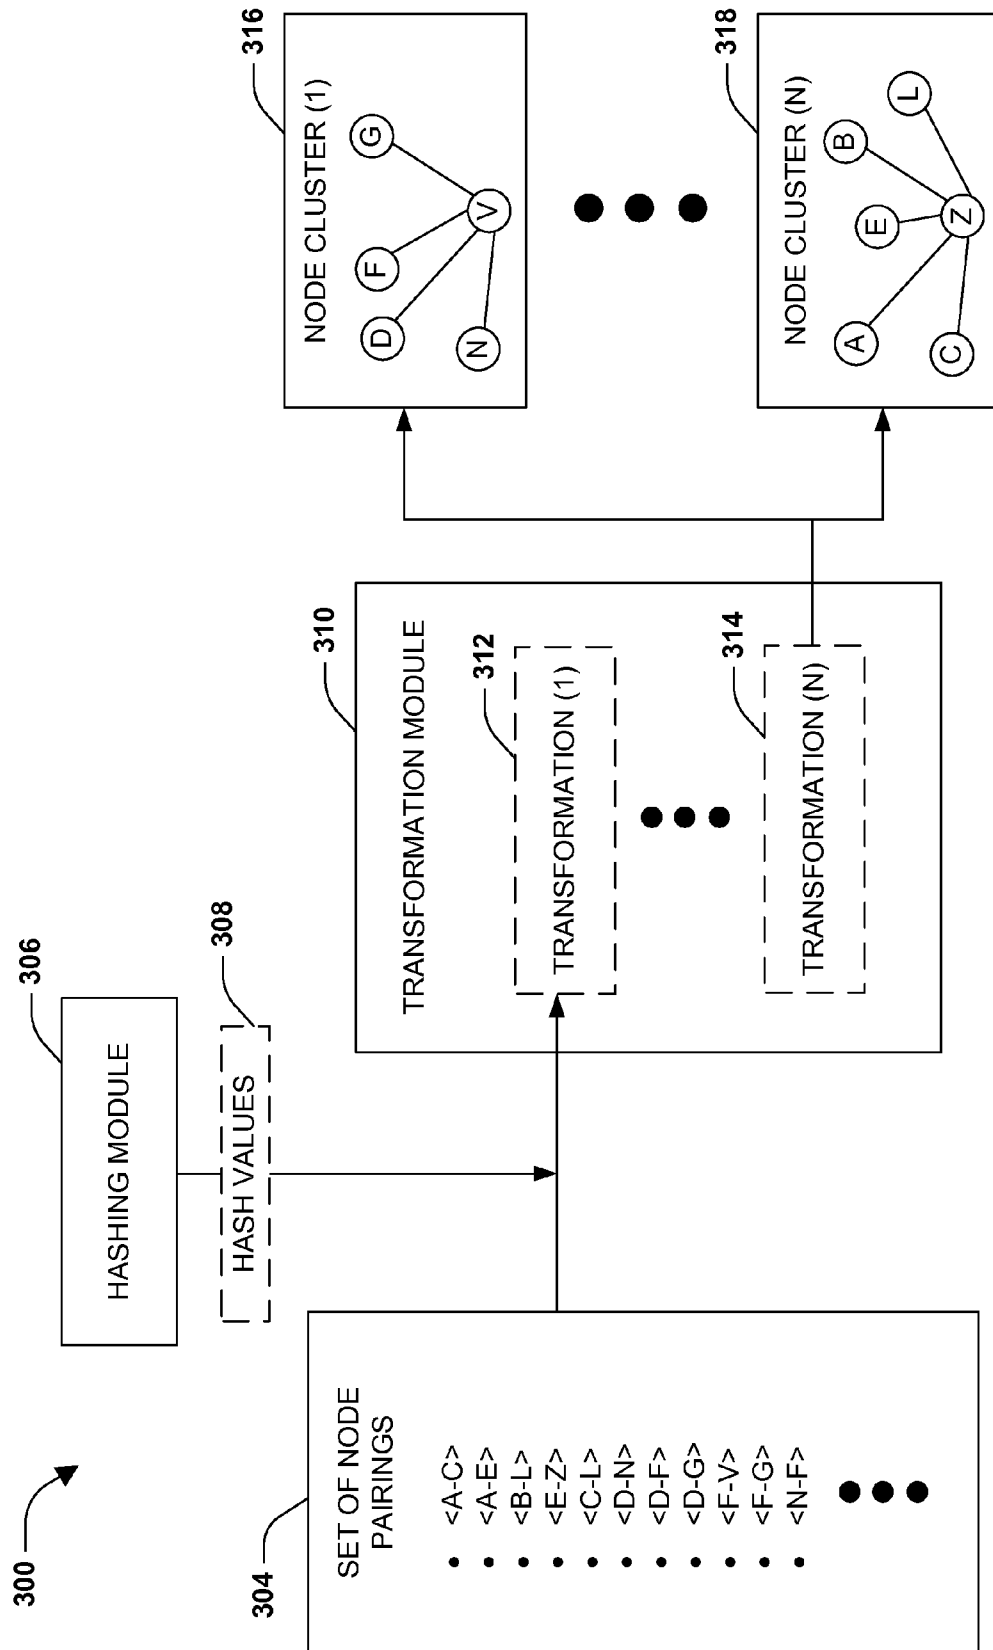 300
304
SET OF NODE
PAIRINGS
• <A-C>
• <A-E>
• <B-L>
• <E-Z>
• <C-L>
• <D-N>
• <D-F>
• <D-G>
• <F-V>
• <F-G>
• <N-F>
306
HASHING MODULE
308
HASH VALUES
310
TRANSFORMATION MODULE
312
TRANSFORMATION (1)
314
TRANSFORMATION (N)
316
NODE CLUSTER (1)
D
F
G
N
V
318
NODE CLUSTER (N)
A
E
B
L
C
Z